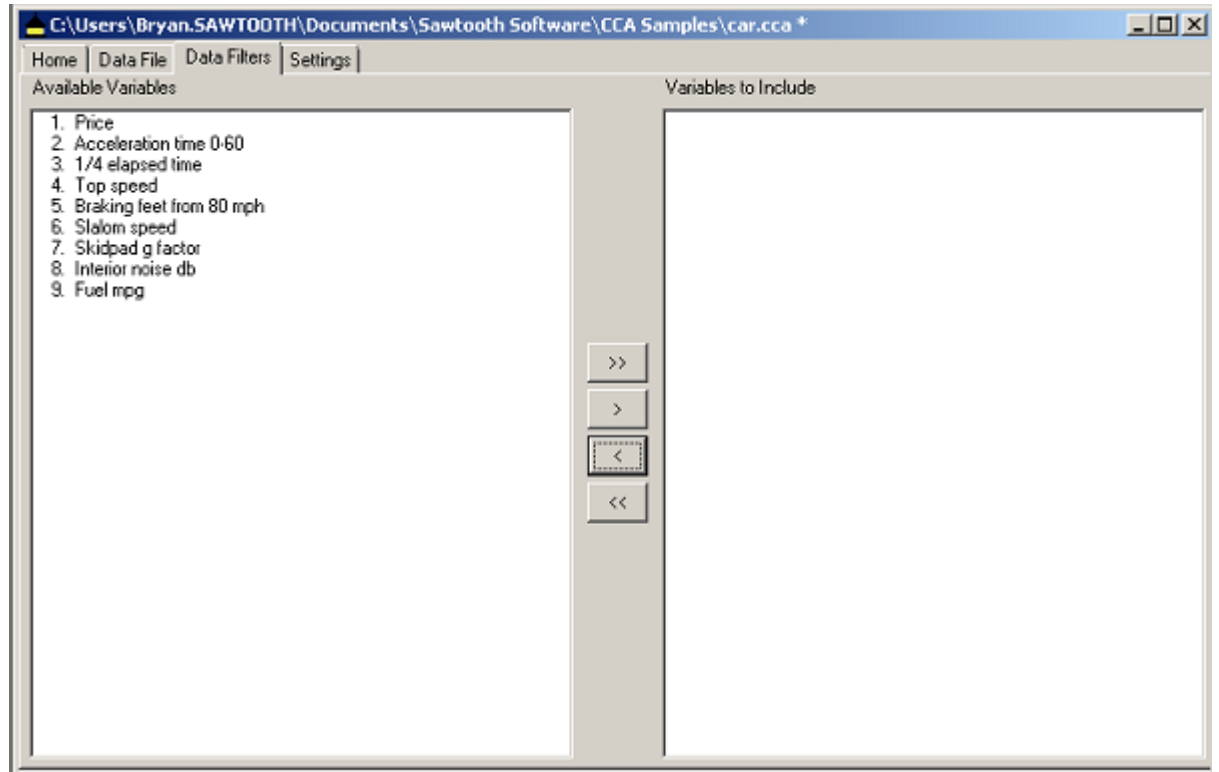 C:\Users\Bryan.SAWTOOTH\Documents\Sawtooth Software\CCA Samples\car.cca *
Home Data File Data Filters Settings
Available Variables
1. Price
2. Acceleration time 0-60
3. 1/4 elapsed time
4. Top speed
5. Braking feet from 80 mph
6. Slalom speed
7. Skidpad g factor
8. Interior noise db
9. Fuel mpg
>>
>
<
<<
Variables to Include